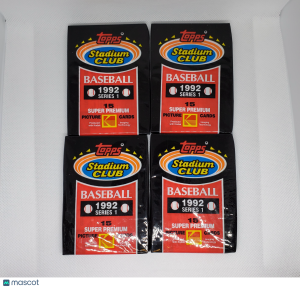 Topps
Stadium
CLUB
BASEBALL
1992
SERIES 1
15
SUPER PREMIUM
PICTURE CARDS
Topps
Stadium
CLUB
BASEBALL
1992
SERIES 1
15
SUPER PREMIUM
PICTURE CARDS
Topps
Stadium
CLUB
BASEBALL
1992
SERIES 1
15
SUPER PREMIUM
PICTURE
Topps
Stadium
CLUB
BASEBALL
1992
SERIES 1
15
SUPER PREMIUM
mascot